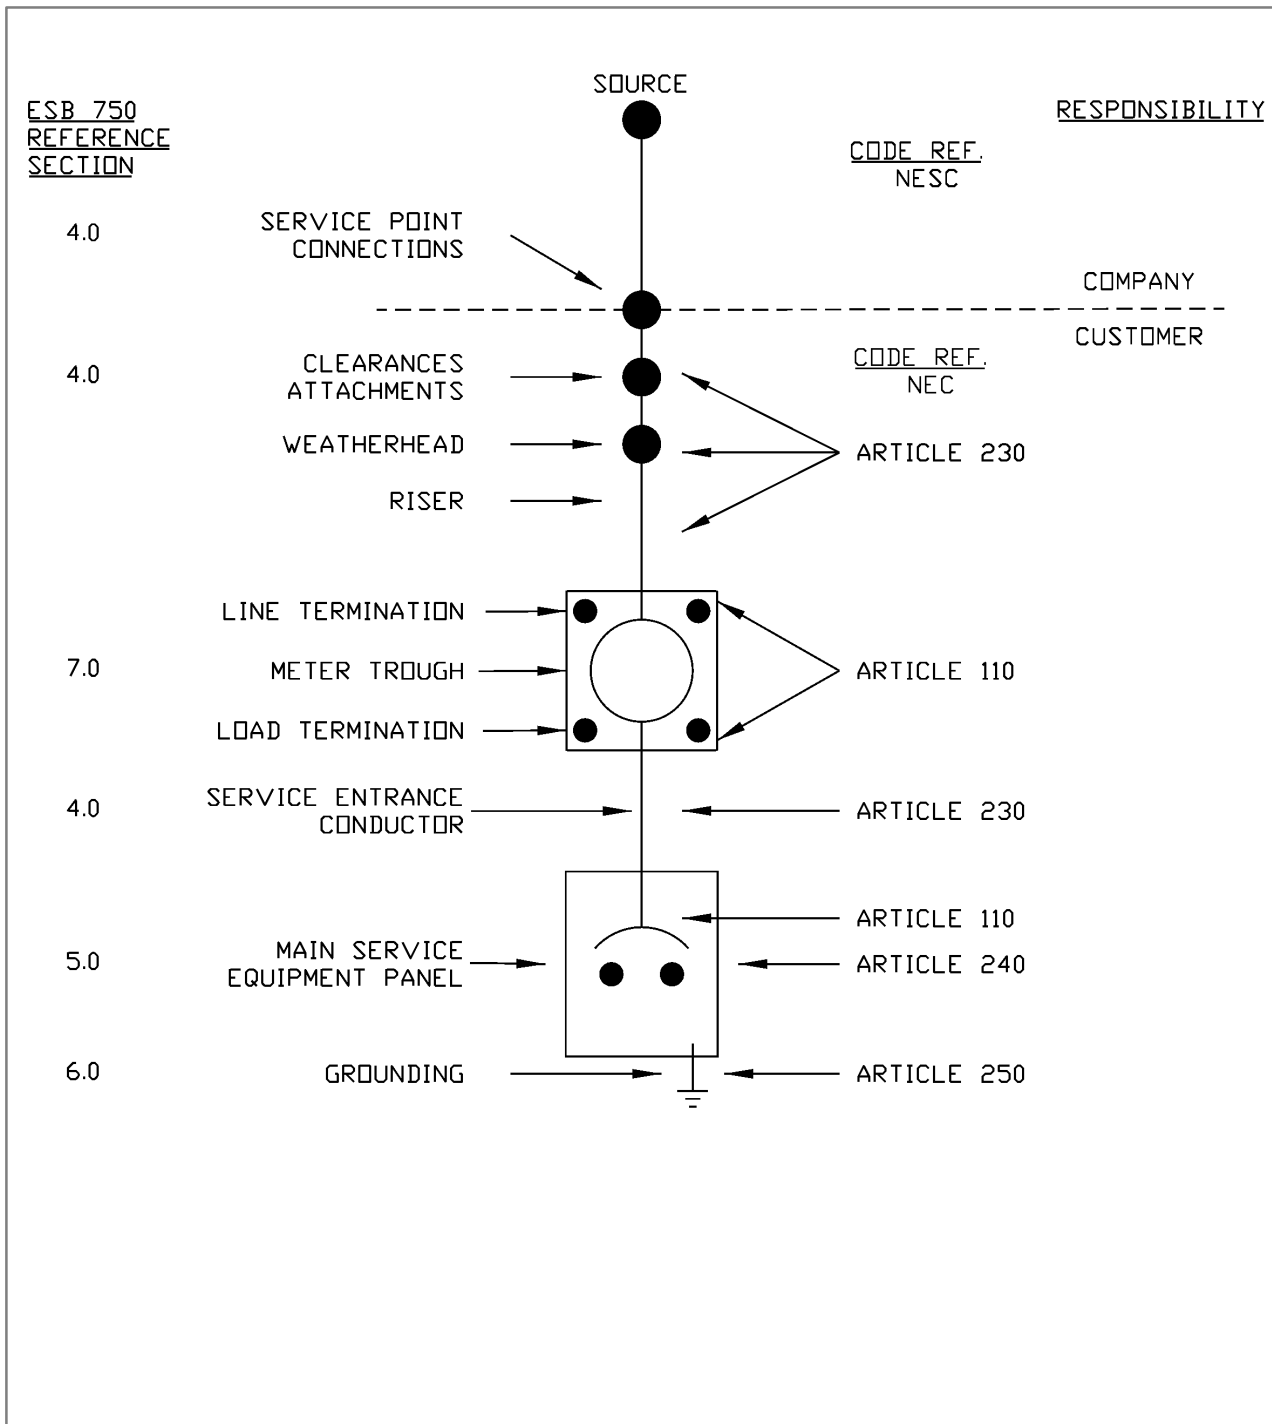 SOURCE
ESB 750
REFERENCE
SECTION
RESPONSIBILITY
CODE REF.
NESC
4.0
SERVICE POINT
CONNECTIONS
COMPANY
CUSTOMER
4.0
CLEARANCES
ATTACHMENTS
CODE REF.
NEC
WEATHERHEAD
ARTICLE 230
RISER
LINE TERMINATION
7.0
METER TROUGH
ARTICLE 110
LOAD TERMINATION
4.0
SERVICE ENTRANCE
CONDUCTOR
ARTICLE 230
ARTICLE 110
5.0
MAIN SERVICE
EQUIPMENT PANEL
ARTICLE 240
6.0
GROUNDING
ARTICLE 250